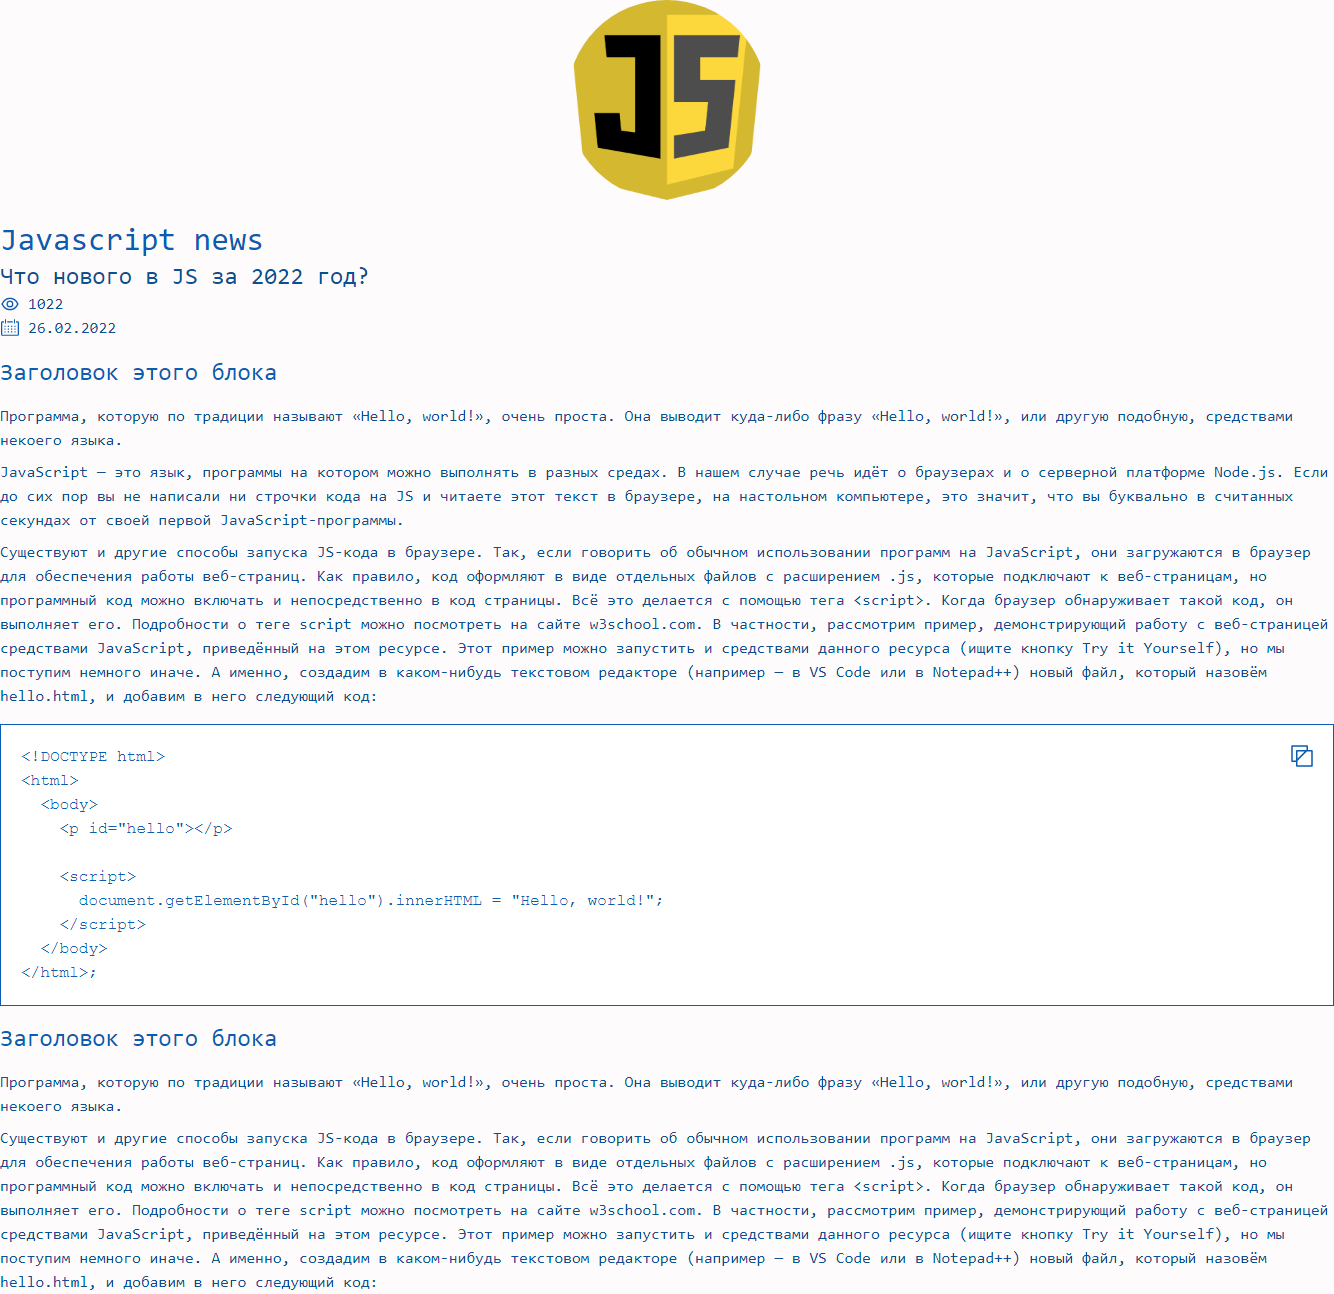 JS
Javascript news
Что нового в JS за 2022 год?
1022
26.02.2022
Заголовок этого блока
Программа, которую по традиции называют «Hello, world!», очень проста. Она выводит куда-либо фразу «Hello, world!», или другую подобную, средствами
некоего языка.
JavaScript — это язык, программы на котором можно выполнять в разных средах. В нашем случае речь идёт о браузерах и о серверной платформе Node.js. Если
до сих пор вы не написали ни строчки кода на JS и читаете этот текст в браузере, на настольном компьютере, это значит, что вы буквально в считанных
секундах от своей первой JavaScript-программы.
Существуют и другие способы запуска JS-кода в браузере. Так, если говорить об обычном использовании программ на JavaScript, они загружаются в браузер
для обеспечения работы веб-страниц. Как правило, код оформляют в виде отдельных файлов с расширением .js, которые подключают к веб-страницам, но
программный код можно включать и непосредственно в код страницы. Всё это делается с помощью тега <script>. Когда браузер обнаруживает такой код, он
выполняет его. Подробности о теге script можно посмотреть на сайте w3school.com. В частности, рассмотрим пример, демонстрирующий работу с веб-страницей
средствами JavaScript, приведённый на этом ресурсе. Этот пример можно запустить и средствами данного ресурса (ищите кнопку Try it Yourself), но мы
поступим немного иначе. А именно, создадим в каком-нибудь текстовом редакторе (например — в VS Code или в Notepad++) новый файл, который назовём
hello.html, и добавим в него следующий код:
<!DOCTYPE html>
<html>
  <body>
    <p id="hello"></p>
    <script>
      document.getElementById("hello").innerHTML = "Hello, world!";
    </script>
  </body>
</html>;
Заголовок этого блока
Программа, которую по традиции называют «Hello, world!», очень проста. Она выводит куда-либо фразу «Hello, world!», или другую подобную, средствами
некоего языка.
Существуют и другие способы запуска JS-кода в браузере. Так, если говорить об обычном использовании программ на JavaScript, они загружаются в браузер
для обеспечения работы веб-страниц. Как правило, код оформляют в виде отдельных файлов с расширением .js, которые подключают к веб-страницам, но
программный код можно включать и непосредственно в код страницы. Всё это делается с помощью тега <script>. Когда браузер обнаруживает такой код, он
выполняет его. Подробности о теге script можно посмотреть на сайте w3school.com. В частности, рассмотрим пример, демонстрирующий работу с веб-страницей
средствами JavaScript, приведённый на этом ресурсе. Этот пример можно запустить и средствами данного ресурса (ищите кнопку Try it Yourself), но мы
поступим немного иначе. А именно, создадим в каком-нибудь текстовом редакторе (например — в VS Code или в Notepad++) новый файл, который назовём
hello.html, и добавим в него следующий код: